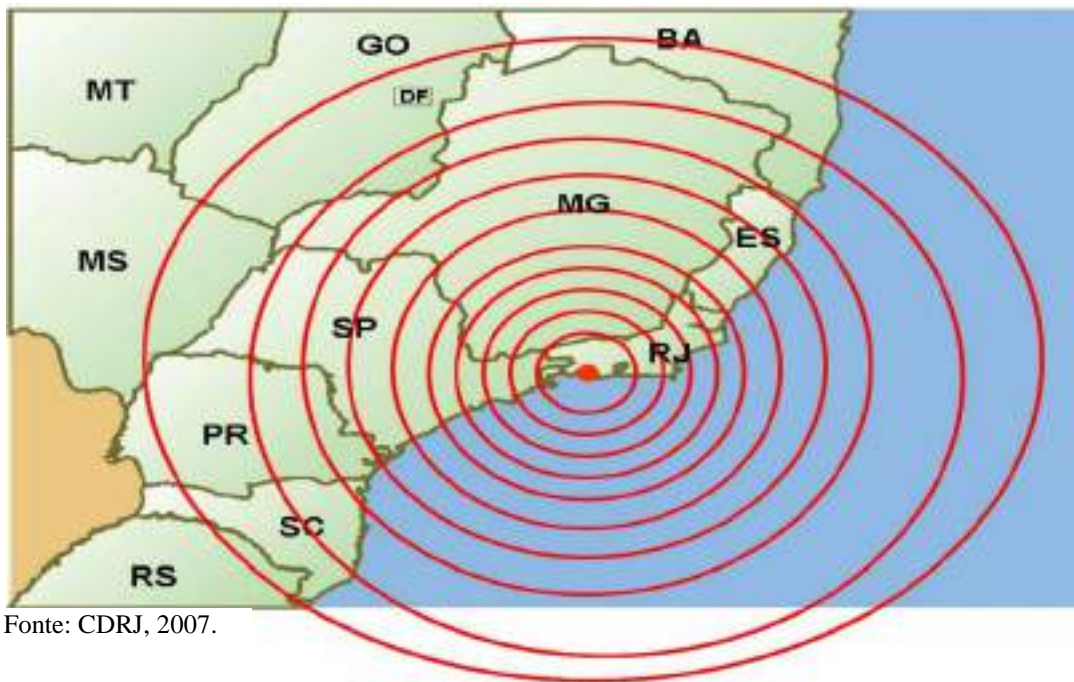 GO
BA
MT
DF
MG
ES
MS
SP
RJ
PR
SC
RS
Fonte: CDRJ, 2007.